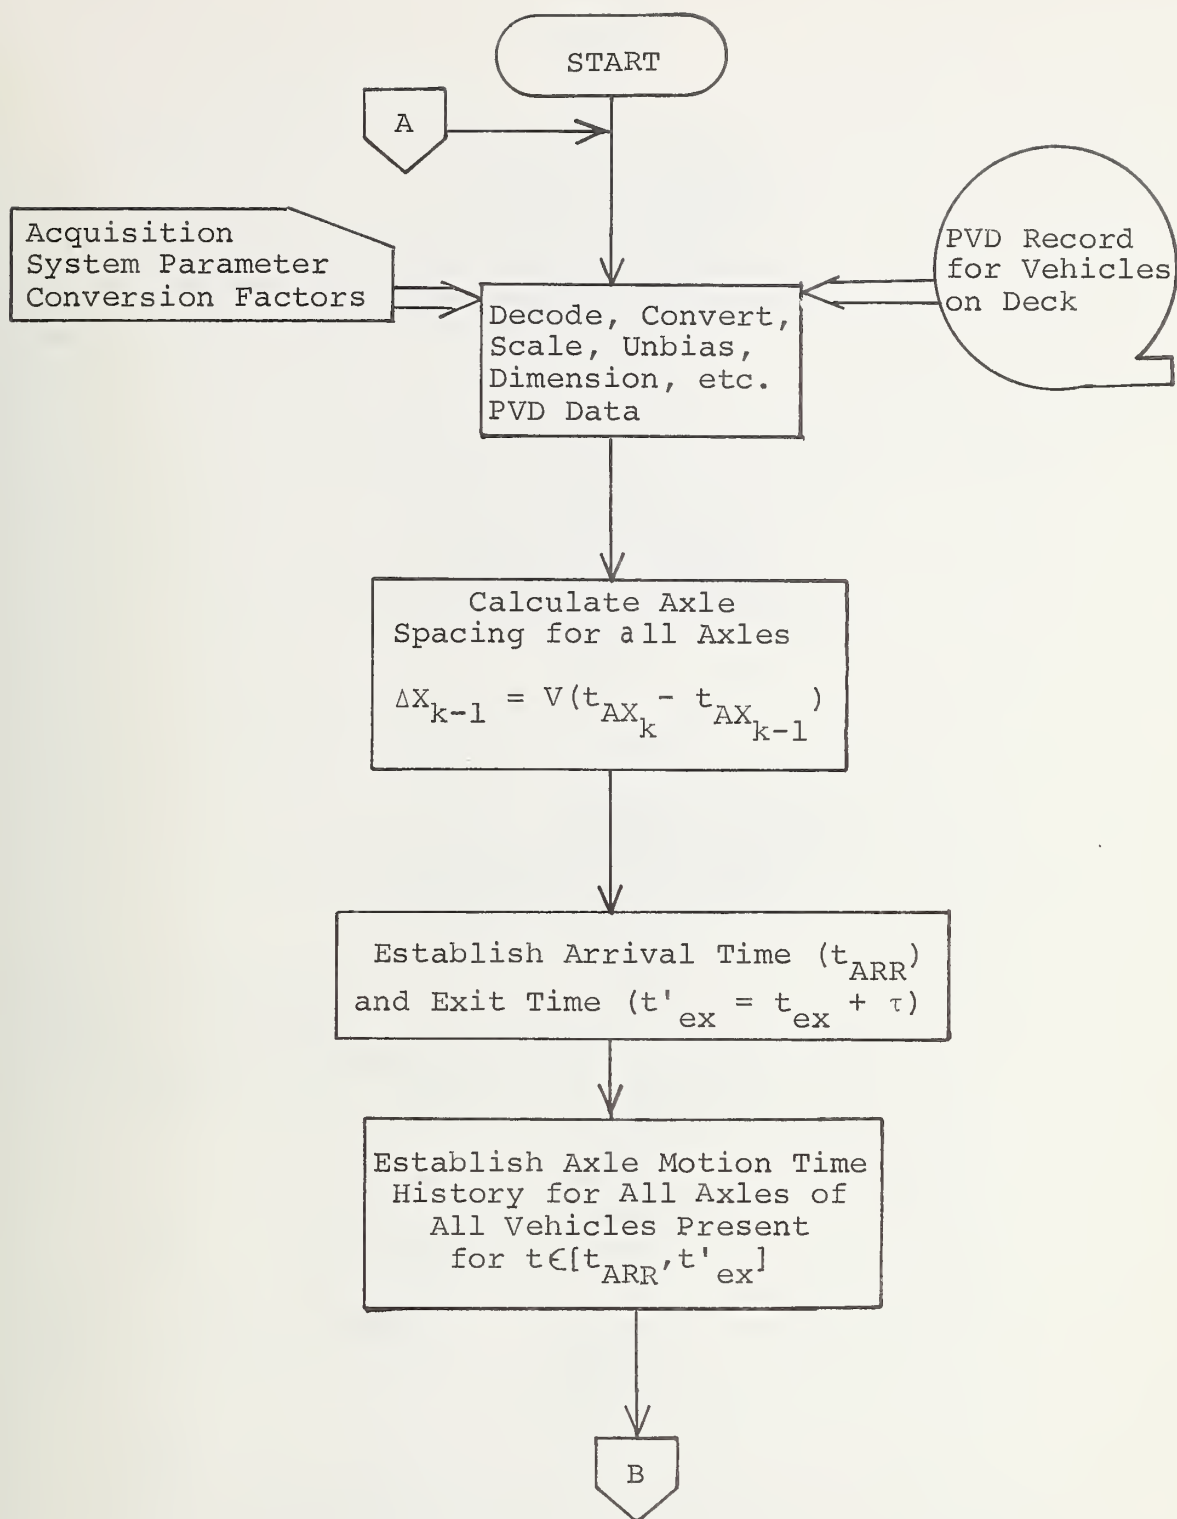 START
A
Acquisition
System Parameter
Conversion Factors
PVD Record
for Vehicles
on Deck
Decode, Convert,
Scale, Unbias,
Dimension, etc.
PVD Data
Calculate Axle
Spacing for all Axles
ΔX_{k-1} = V(t_{AX_k} - t_{AX_{k-1}})
Establish Arrival Time (t_{ARR})
and Exit Time (t'_{ex} = t_{ex} + τ)
Establish Axle Motion Time
History for All Axles of
All Vehicles Present
for t∈[t_{ARR},t'_{ex}]
B